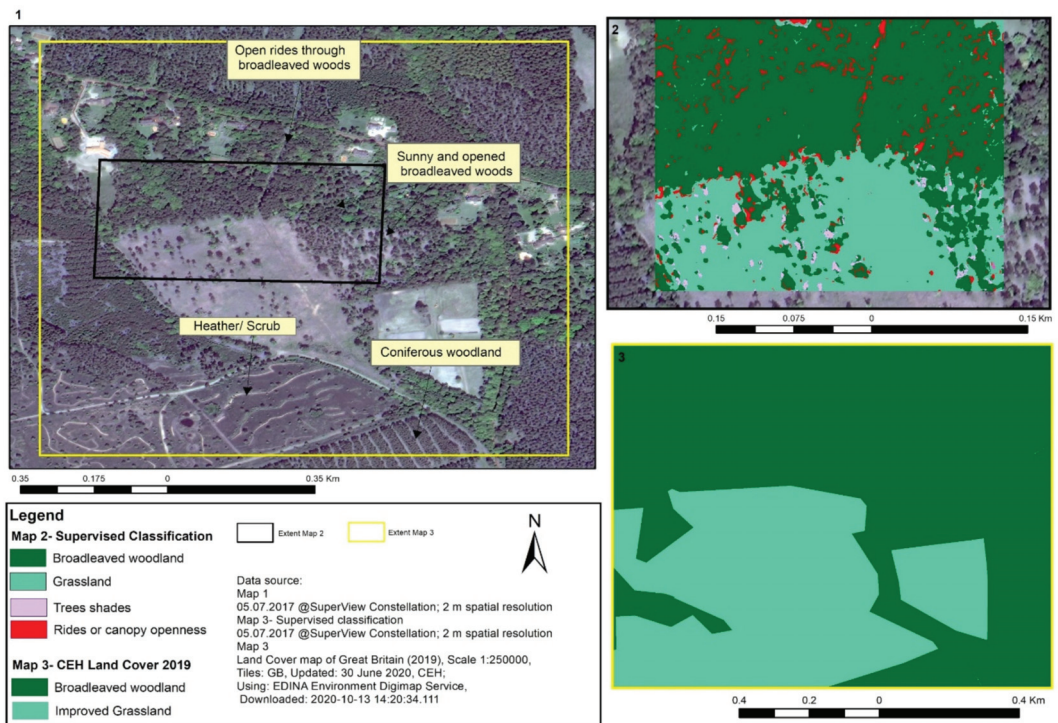 1
Open rides through
broadleaved woods
Sunny and opened
broadleaved woods
Heather/ Scrub
Coniferous woodland
0.35 0.175 0 0.35 Km
2
0.15 0.075 0 0.15 Km
3
0.4 0.2 0 0.4 Km
Legend
Map 2- Supervised Classification
Broadleaved woodland
Grassland
Trees shades
Rides or canopy openness
Map 3- CEH Land Cover 2019
Broadleaved woodland
Improved Grassland
Extent Map 2
Extent Map 3
N
Data source:
Map 1
05.07.2017 @SuperView Constellation; 2 m spatial resolution
Map 3- Supervised classification
05.07.2017 @SuperView Constellation; 2 m spatial resolution
Map 3
Land Cover map of Great Britain (2019), Scale 1:250000,
Tiles: GB, Updated: 30 June 2020, CEH;
Using: EDINA Environment Digimap Service,
Downloaded: 2020-10-13 14:20:34.111